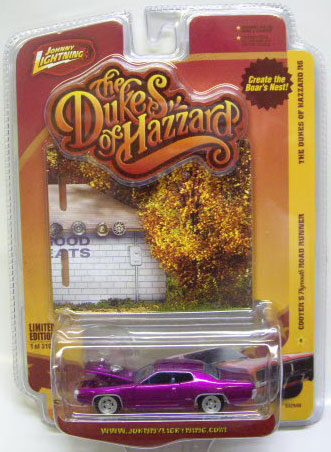 JOHNNY
LIGHTNING
The
Dukes
of Hazzard
Create the
Boar's Nest!
THE DUKES OF HAZZARD R6
COOTER'S Plymouth ROAD RUNNER
OOD
EATS
LIMITED
EDITION
WWW.JOHNNYLIGHTNING.COM